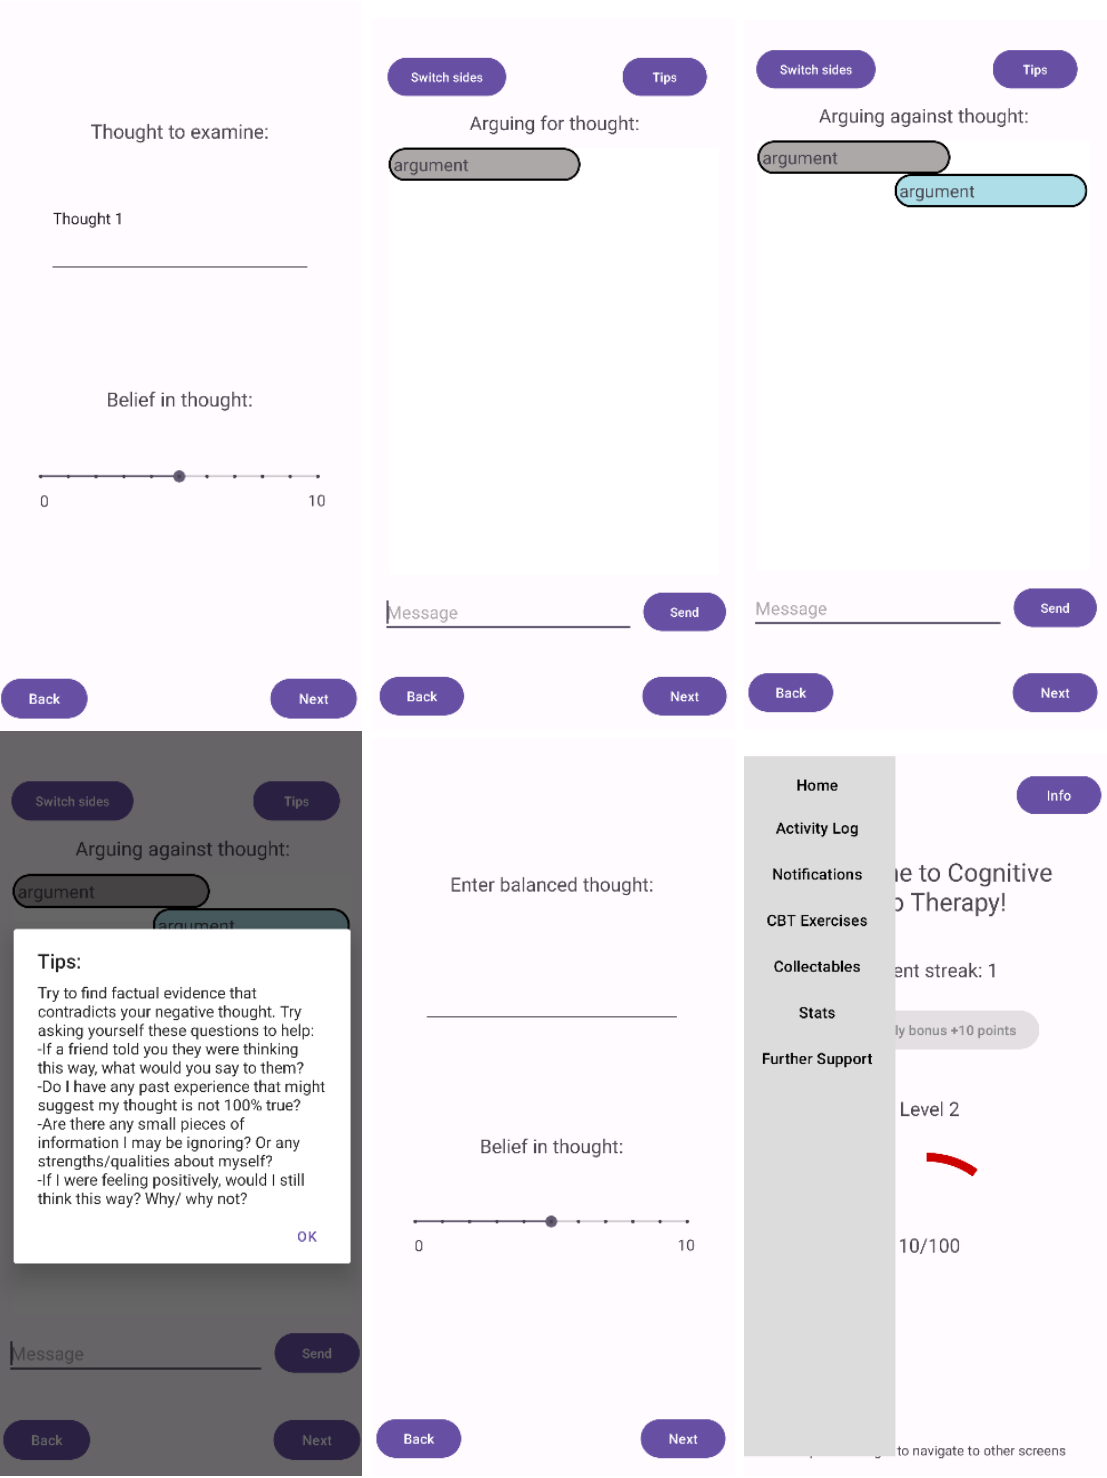 Thought to examine:
Thought 1
Belief in thought:
0 10
Back Next
Switch sides Tips
Arguing for thought:
argument
Message Send
Back Next
Switch sides Tips
Arguing against thought:
argument
argument
Message Send
Back Next
Switch sides Tips
Arguing against thought:
argument
argument
Tips:
Try to find factual evidence that
contradicts your negative thought. Try
asking yourself these questions to help:
-If a friend told you they were thinking
this way, what would you say to them?
-Do I have any past experience that might
suggest my thought is not 100% true?
-Are there any small pieces of
information I may be ignoring? Or any
strengths/qualities about myself?
-If I were feeling positively, would I still
think this way? Why/ why not?
OK
Message Send
Back Next
Enter balanced thought:
Belief in thought:
0 10
Back Next
Home
Activity Log
Notifications
CBT Exercises
Collectables
Stats
Further Support
Info
to Cognitive
Therapy!
streak: 1
bonus +10 points
Level 2
10/100
to navigate to other screens